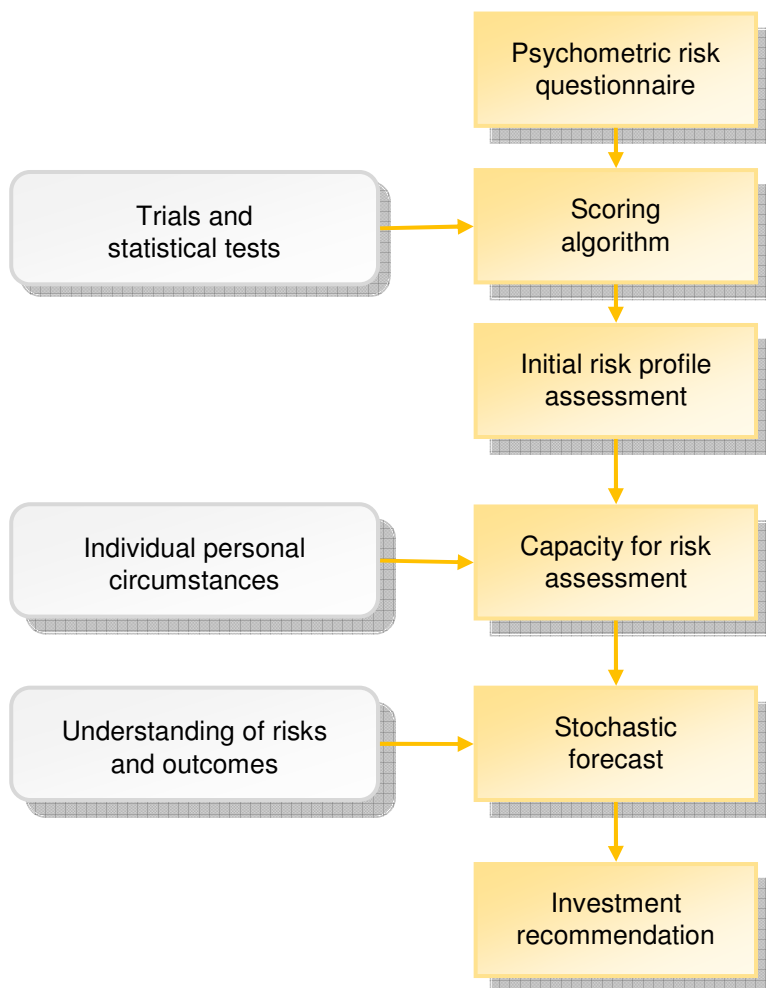 Psychometric risk
questionnaire
Trials and
statistical tests
Scoring
algorithm
Initial risk profile
assessment
Individual personal
circumstances
Capacity for risk
assessment
Understanding of risks
and outcomes
Stochastic
forecast
Investment
recommendation